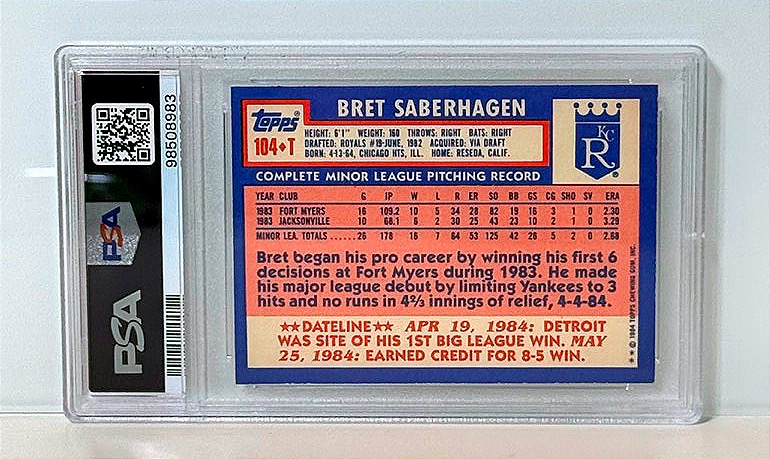 BRET SABERHAGEN
topps®
104♦T
HEIGHT: 6'1" WEIGHT: 160 THROWS: RIGHT BATS: RIGHT
DRAFTED: ROYALS #19-JUNE, 1982 ACQUIRED: VIA DRAFT
BORN: 4-13-64, CHICAGO HTS, ILL. HOME: RESEDA, CALIF.
KC
R
COMPLETE MINOR LEAGUE PITCHING RECORD
YEAR CLUB G IP W L R ER SO BB GS CG SHO SV ERA
1983 FORT MYERS 16 109.2 10 5 34 28 82 19 16 3 1 0 2.30
1983 JACKSONVILLE 10 68.1 6 2 30 25 43 23 10 2 1 0 3.29
MINOR LEA. TOTALS ...... 26 178 16 7 64 53 125 42 26 5 2 0 2.68
Bret began his pro career by winning his first 6
decisions at Fort Myers during 1983. He made
his major league debut by limiting Yankees to 3
hits and no runs in 4⅔ innings of relief, 4-4-84.
★★DATELINE★★ APR 19, 1984: DETROIT
WAS SITE OF HIS 1ST BIG LEAGUE WIN. MAY
25, 1984: EARNED CREDIT FOR 8-5 WIN.
★★ © 1984 TOPPS CHEWING GUM, INC.
PSA
PSA
98508983